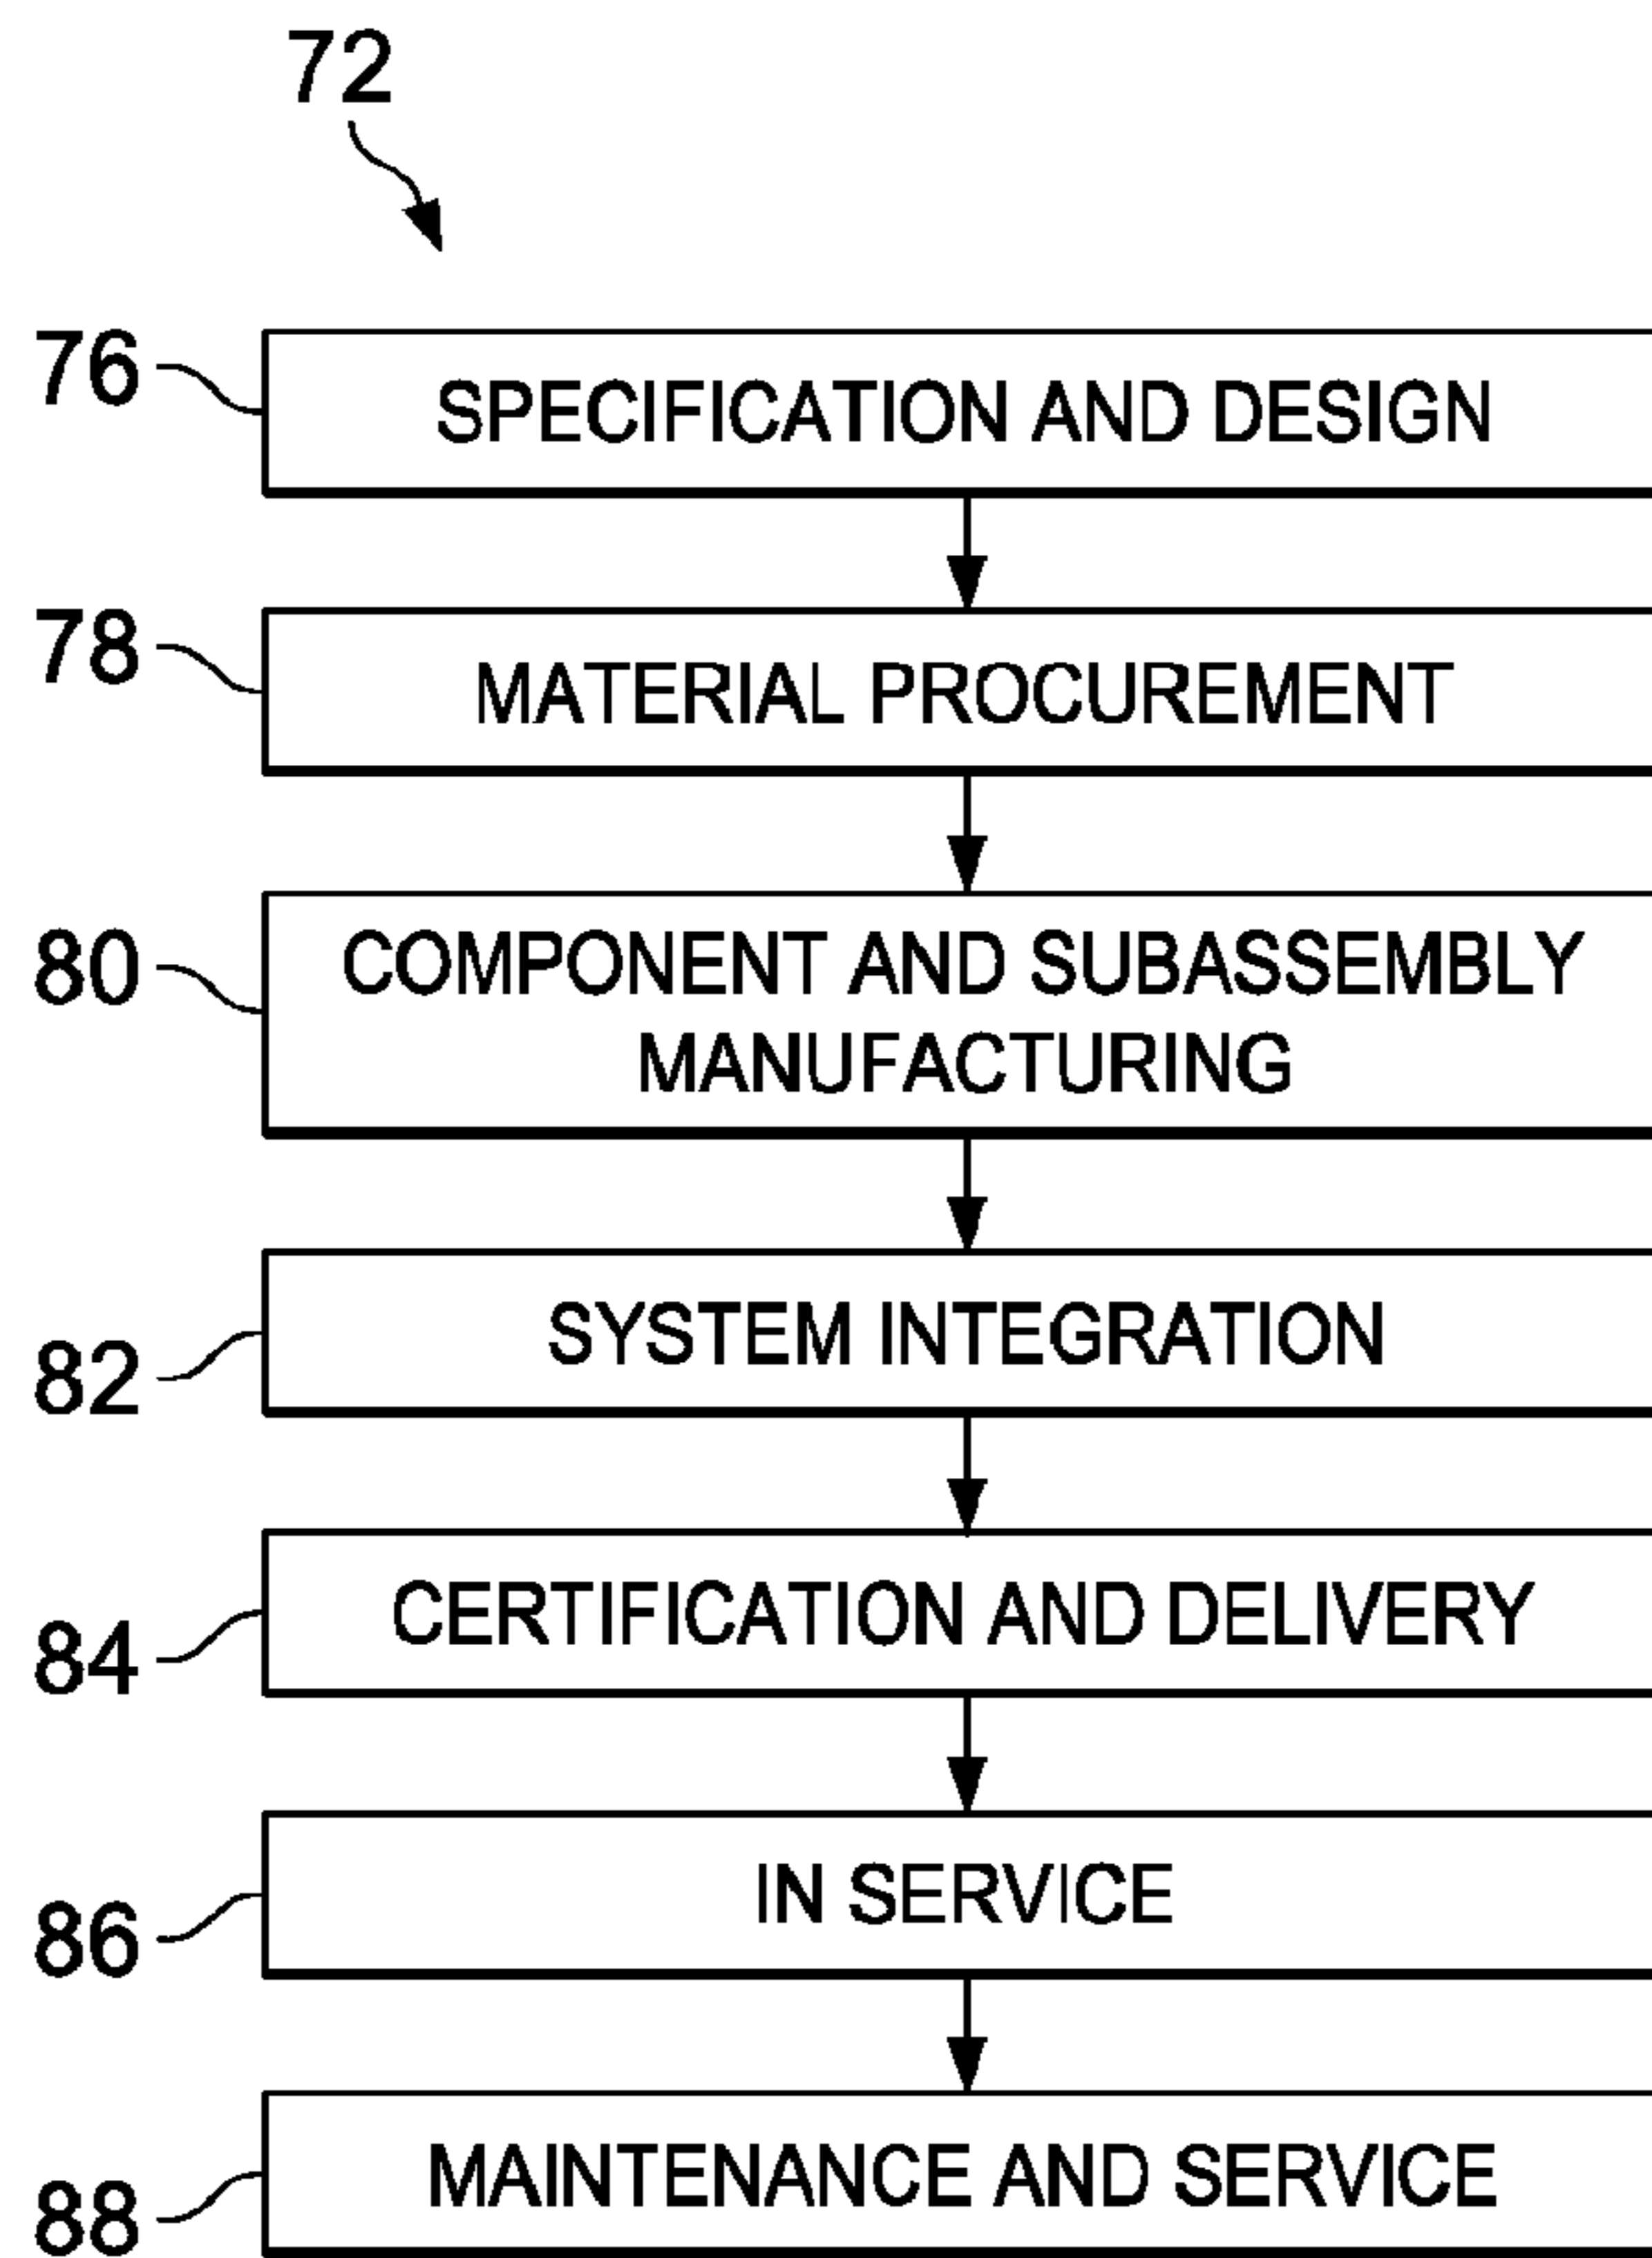 72
76
SPECIFICATION AND DESIGN
78
MATERIAL PROCUREMENT
80
COMPONENT AND SUBASSEMBLY
MANUFACTURING
82
SYSTEM INTEGRATION
84
CERTIFICATION AND DELIVERY
86
IN SERVICE
88
MAINTENANCE AND SERVICE